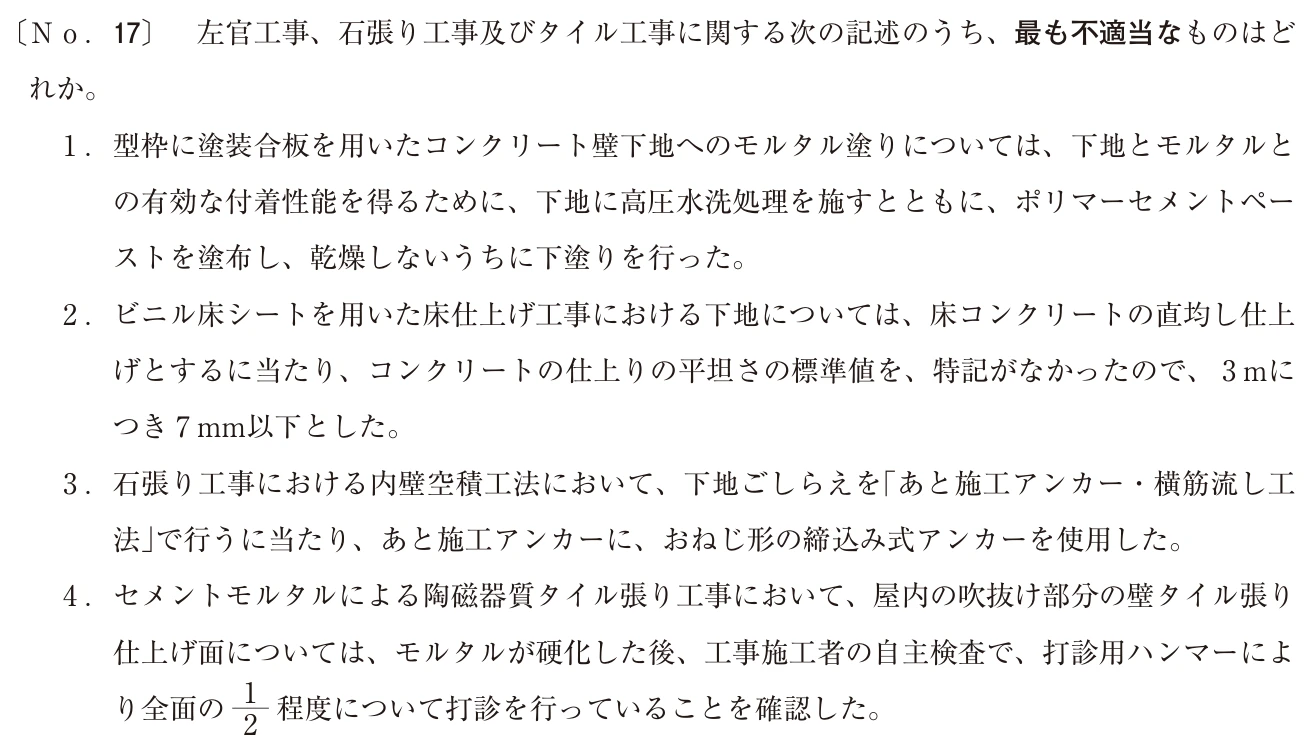 〔Ｎｏ．17〕　左官工事、石張り工事及びタイル工事に関する次の記述のうち、最も不適当なものはど
れか。
１．型枠に塗装合板を用いたコンクリート壁下地へのモルタル塗りについては、下地とモルタルと
の有効な付着性能を得るために、下地に高圧水洗処理を施すとともに、ポリマーセメントペー
ストを塗布し、乾燥しないうちに下塗りを行った。
２．ビニル床シートを用いた床仕上げ工事における下地については、床コンクリートの直均し仕上
げとするに当たり、コンクリートの仕上りの平坦さの標準値を、特記がなかったので、３mに
つき７mm以下とした。
３．石張り工事における内壁空積工法において、下地ごしらえを「あと施工アンカー・横筋流し工
法」で行うに当たり、あと施工アンカーに、おねじ形の締込み式アンカーを使用した。
４．セメントモルタルによる陶磁器質タイル張り工事において、屋内の吹抜け部分の壁タイル張り
仕上げ面については、モルタルが硬化した後、工事施工者の自主検査で、打診用ハンマーによ
り全面の1/2程度について打診を行っていることを確認した。